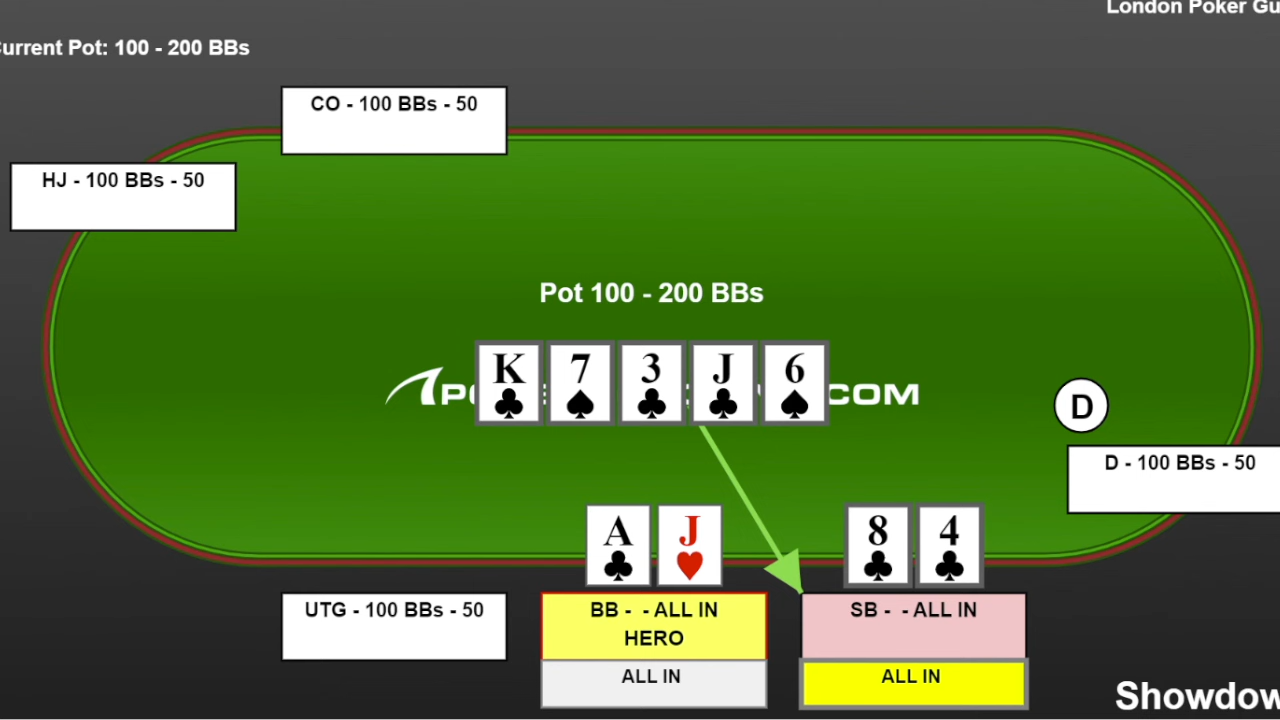 London Poker Gu
Current Pot: 100 - 200 BBs
CO - 100 BBs - 50
HJ - 100 BBs - 50
Pot 100 - 200 BBs
K 7 3 J 6
.COM
D
D - 100 BBs - 50
A J 8 4
UTG - 100 BBs - 50
BB - - ALL IN
HERO
SB - - ALL IN
ALL IN
ALL IN
Showdow